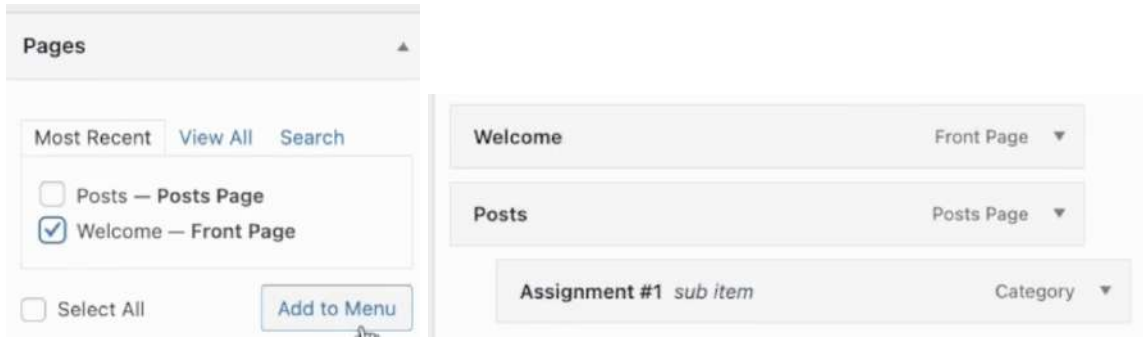 Pages
Most Recent View All Search
Posts — Posts Page
Welcome — Front Page
Select All Add to Menu
Welcome Front Page
Posts Posts Page
Assignment #1 sub item Category